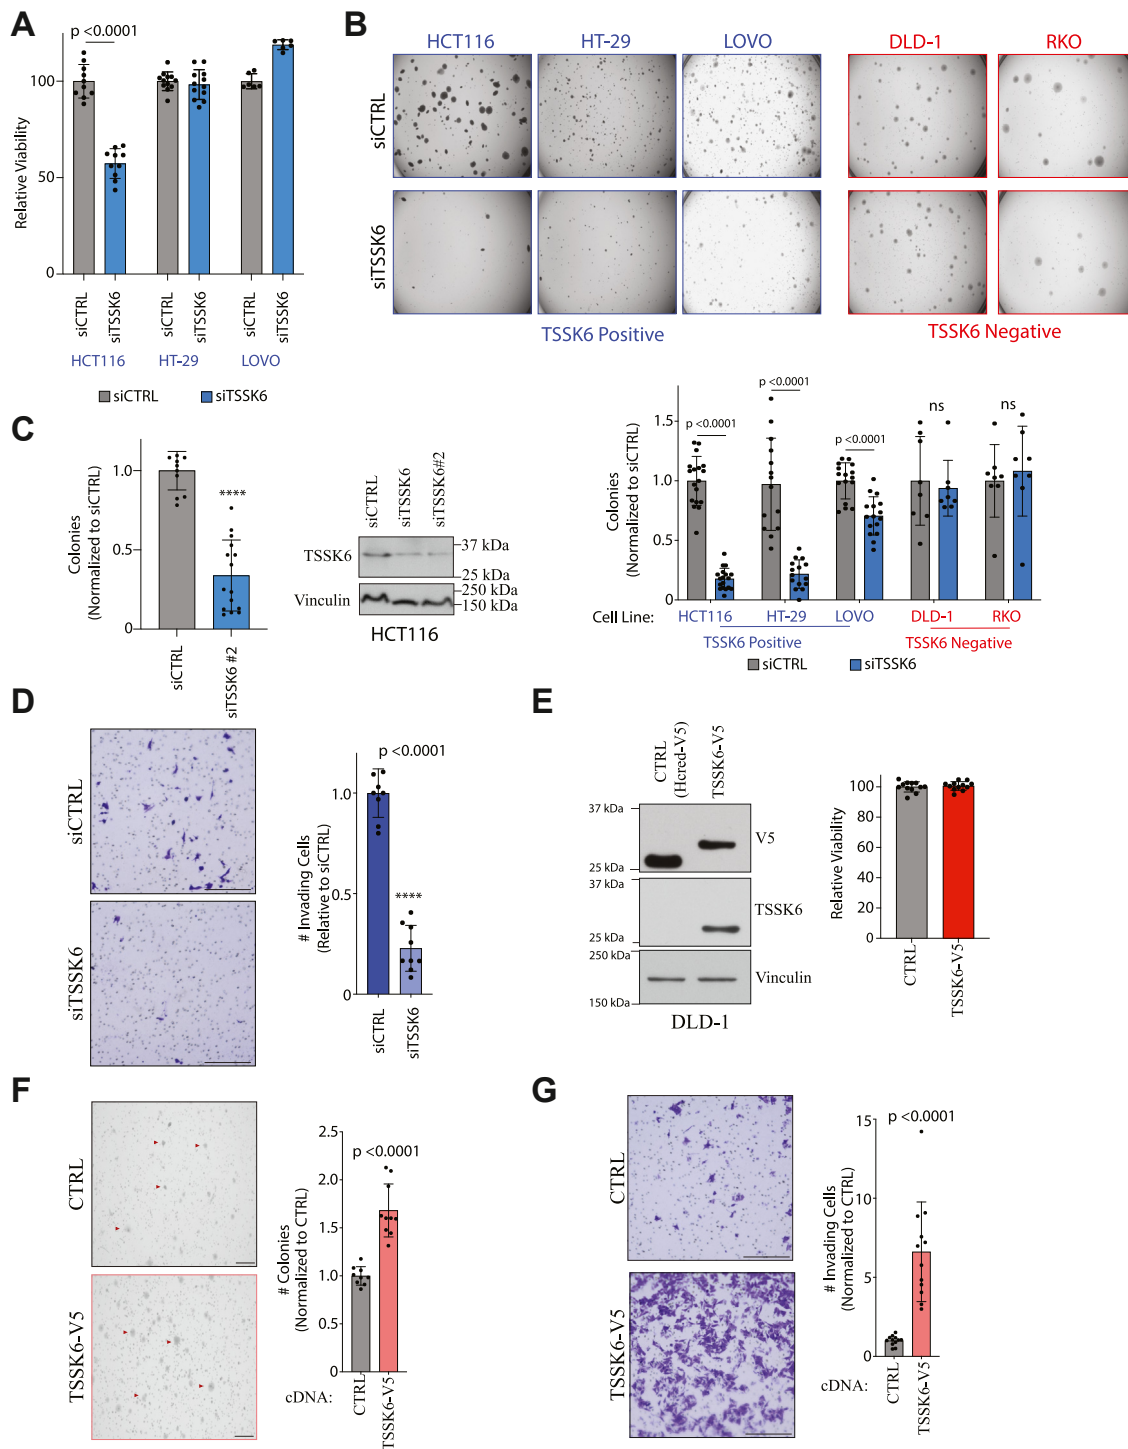 A
p <0.0001
Relative Viability
100
50
0
siCTRL
siTSSK6
siCTRL
siTSSK6
siCTRL
siTSSK6
HCT116
HT-29
LOVO
siCTRL
siTSSK6
B
HCT116
HT-29
LOVO
DLD-1
RKO
siCTRL
siTSSK6
TSSK6 Positive
TSSK6 Negative
Colonies
(Normalized to siCTRL)
1.5
1.0
0.5
0
p <0.0001
p <0.0001
p <0.0001
ns
ns
Cell Line:
HCT116
HT-29
LOVO
DLD-1
RKO
TSSK6 Positive
TSSK6 Negative
siCTRL
siTSSK6
C
Colonies
(Normalized to siCTRL)
1.0
0.5
0
****
siCTRL
siTSSK6 #2
siCTRL
siTSSK6
siTSSK6#2
TSSK6
37 kDa
25 kDa
Vinculin
250 kDa
150 kDa
HCT116
D
siCTRL
siTSSK6
p <0.0001
# Invading Cells
(Relative to siCTRL)
1.0
0.5
0
****
siCTRL
siTSSK6
E
CTRL
(Hcred-V5)
TSSK6-V5
37 kDa
25 kDa
V5
37 kDa
25 kDa
TSSK6
250 kDa
150 kDa
Vinculin
DLD-1
Relative Viability
100
80
60
40
20
0
CTRL
TSSK6-V5
F
CTRL
TSSK6-V5
# Colonies
(Normalized to CTRL)
2.5
2.0
1.5
1.0
0.5
0
p <0.0001
cDNA:
CTRL
TSSK6-V5
G
CTRL
TSSK6-V5
# Invading Cells
(Normalized to CTRL)
15
10
5
0
p <0.0001
cDNA:
CTRL
TSSK6-V5